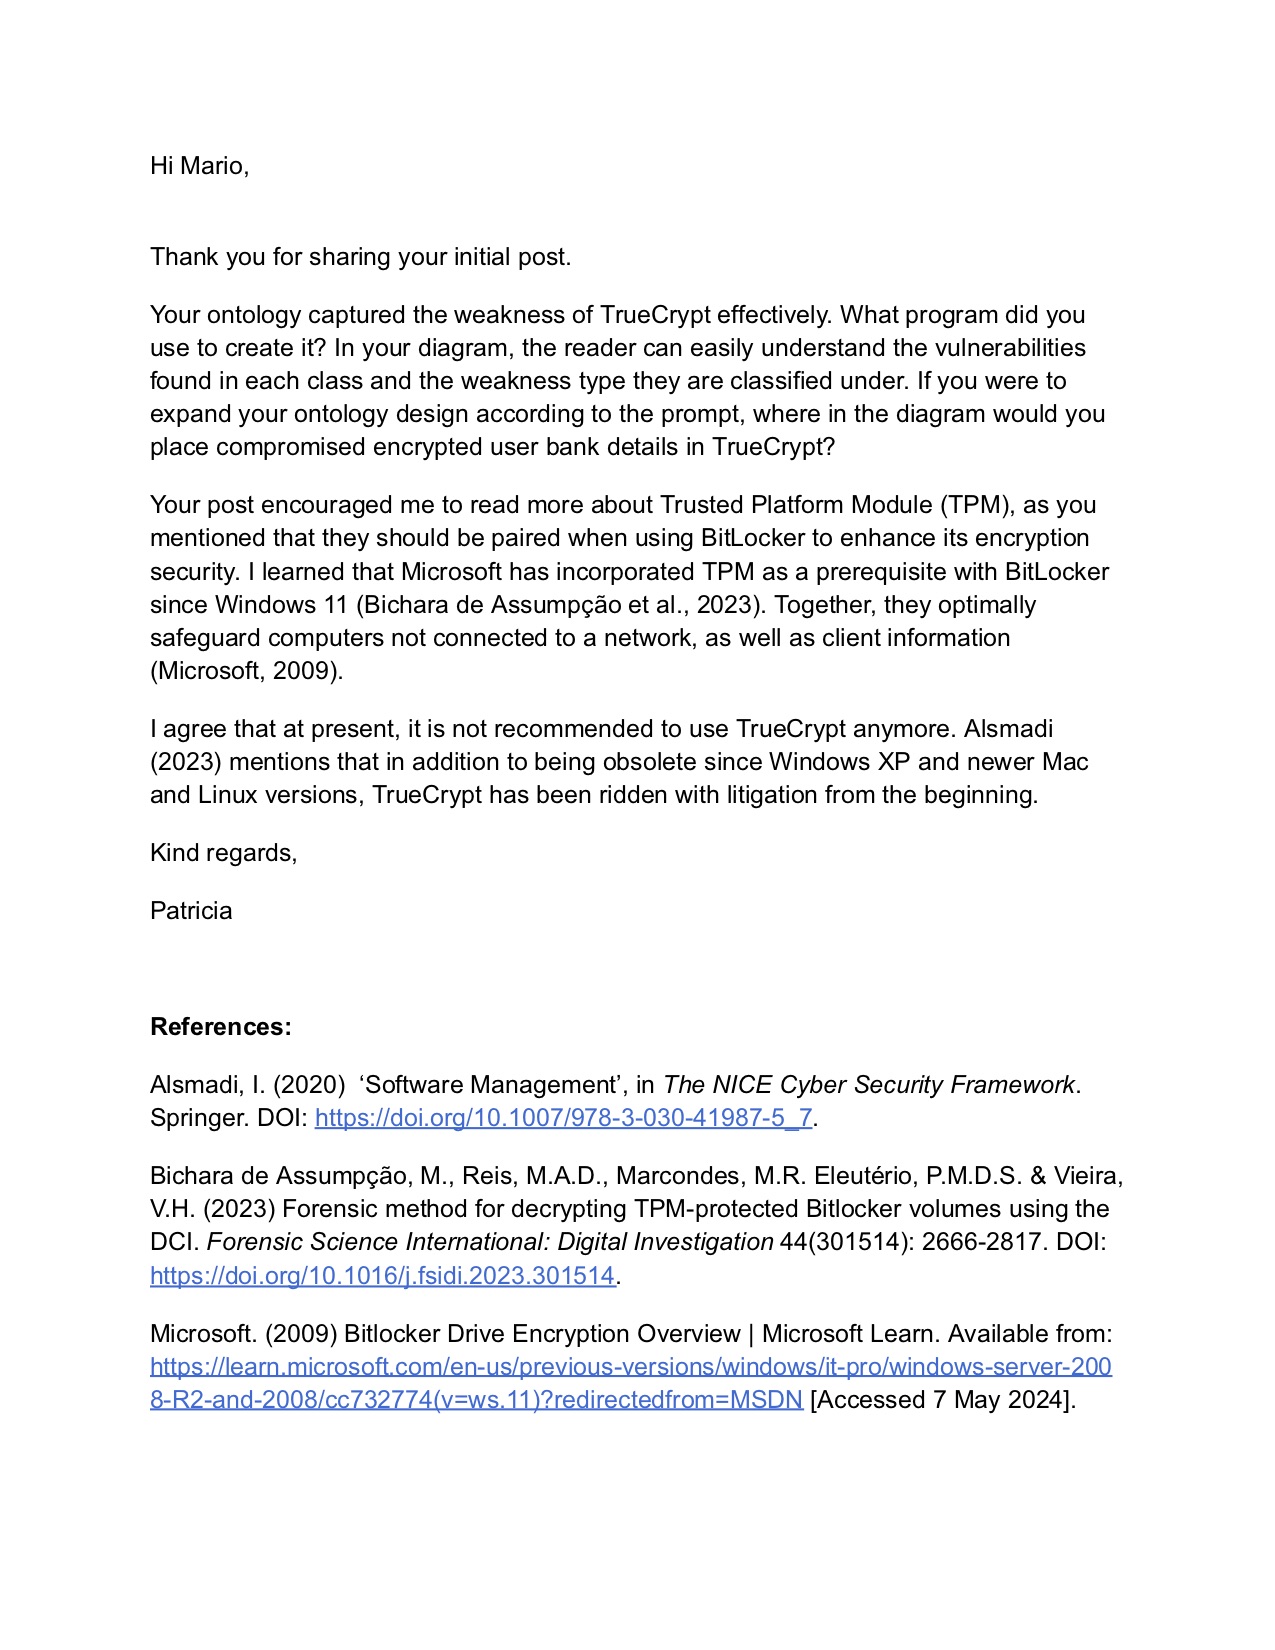 Hi Mario,
Thank you for sharing your initial post.
Your ontology captured the weakness of TrueCrypt effectively. What program did you
use to create it? In your diagram, the reader can easily understand the vulnerabilities
found in each class and the weakness type they are classified under. If you were to
expand your ontology design according to the prompt, where in the diagram would you
place compromised encrypted user bank details in TrueCrypt?
Your post encouraged me to read more about Trusted Platform Module (TPM), as you
mentioned that they should be paired when using BitLocker to enhance its encryption
security. I learned that Microsoft has incorporated TPM as a prerequisite with BitLocker
since Windows 11 (Bichara de Assumpção et al., 2023). Together, they optimally
safeguard computers not connected to a network, as well as client information
(Microsoft, 2009).
I agree that at present, it is not recommended to use TrueCrypt anymore. Alsmadi
(2023) mentions that in addition to being obsolete since Windows XP and newer Mac
and Linux versions, TrueCrypt has been ridden with litigation from the beginning.
Kind regards,
Patricia
References:
Alsmadi, I. (2020)  ‘Software Management’, in The NICE Cyber Security Framework.
Springer. DOI: https://doi.org/10.1007/978-3-030-41987-5_7.
Bichara de Assumpção, M., Reis, M.A.D., Marcondes, M.R. Eleutério, P.M.D.S. & Vieira,
V.H. (2023) Forensic method for decrypting TPM-protected Bitlocker volumes using the
DCI. Forensic Science International: Digital Investigation 44(301514): 2666-2817. DOI:
https://doi.org/10.1016/j.fsidi.2023.301514.
Microsoft. (2009) Bitlocker Drive Encryption Overview | Microsoft Learn. Available from:
https://learn.microsoft.com/en-us/previous-versions/windows/it-pro/windows-server-200
8-R2-and-2008/cc732774(v=ws.11)?redirectedfrom=MSDN [Accessed 7 May 2024].